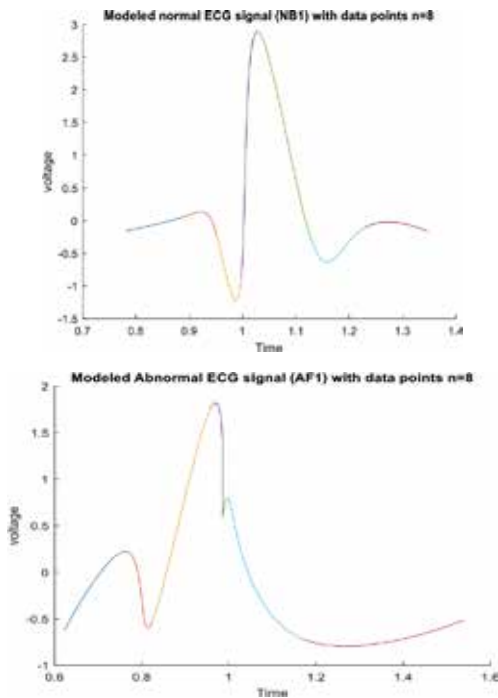 Modeled normal ECG signal (NB1) with data points n=8
3
2.5
2
1.5
1
0.5
0
-0.5
-1
-1.5
voltage
0.7 0.8 0.9 1 1.1 1.2 1.3 1.4
Time
Modeled Abnormal ECG signal (AF1) with data points n=8
2
1.5
1
0.5
0
-0.5
-1
voltage
0.6 0.8 1 1.2 1.4 1.6
Time